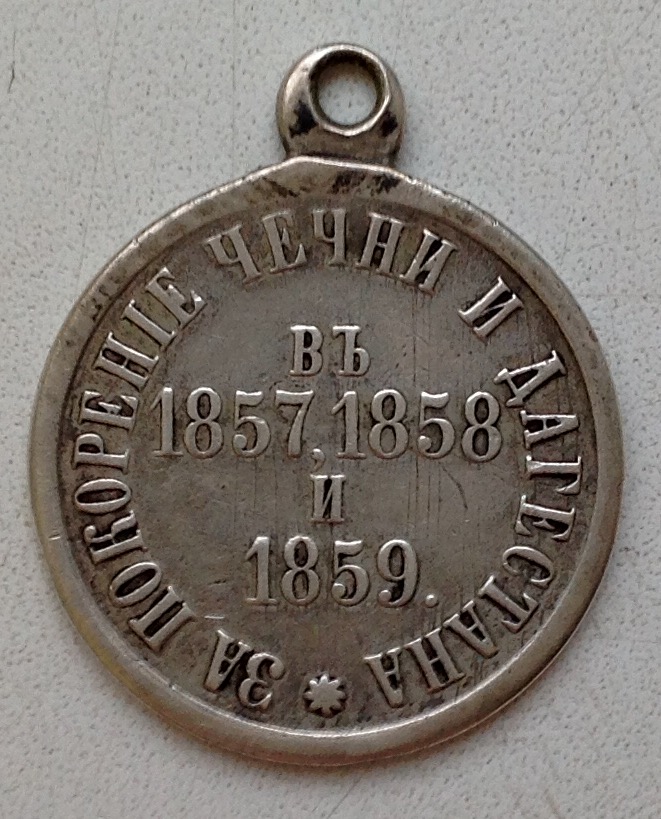 ЗА ПОКОРЕНІЕ ЧЕЧНИ И ДАГЕСТАНА
ВЪ
1857, 1858
И
1859.